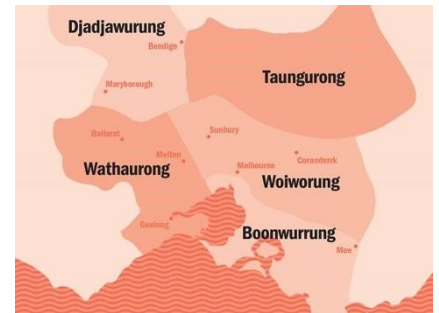 Djadjawurung
Bendigo
Taungurong
Maryborough
Ballarat
Sunbury
Melton
Coranderrk
Wathaurong
Melbourne
Woiworung
Geelong
Boonwurrung
Moe